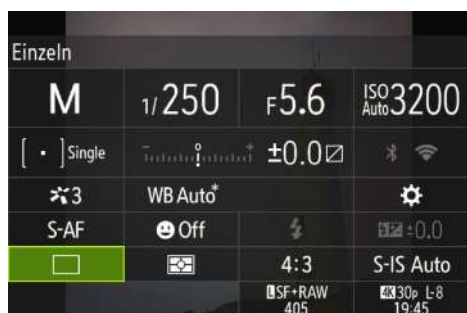 Einzeln
M 1/250 F5.6 ISO Auto 3200
[ ▪ ] Single ±0.0
3 WB Auto*
S-AF Off ±0.0
4:3 S-IS Auto
LSF+RAW 4K 30p L-8
405 19:45